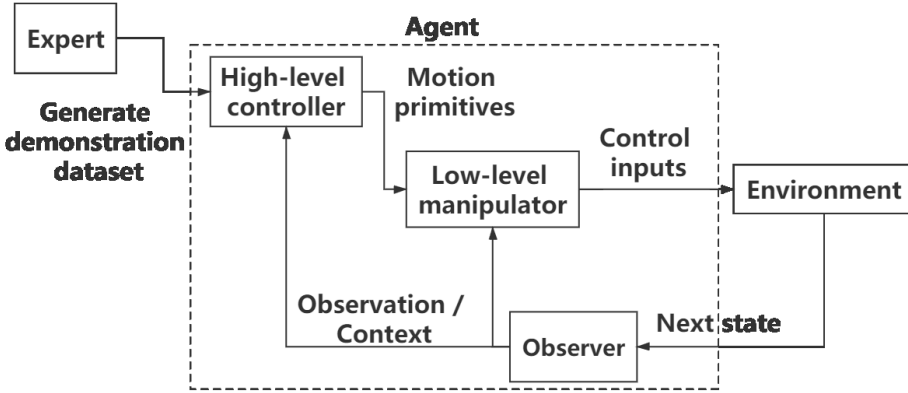 Agent
Expert
High-level
controller
Motion
primitives
Generate
demonstration
dataset
Control
inputs
Low-level
manipulator
Environment
Observation /
Context
Next state
Observer